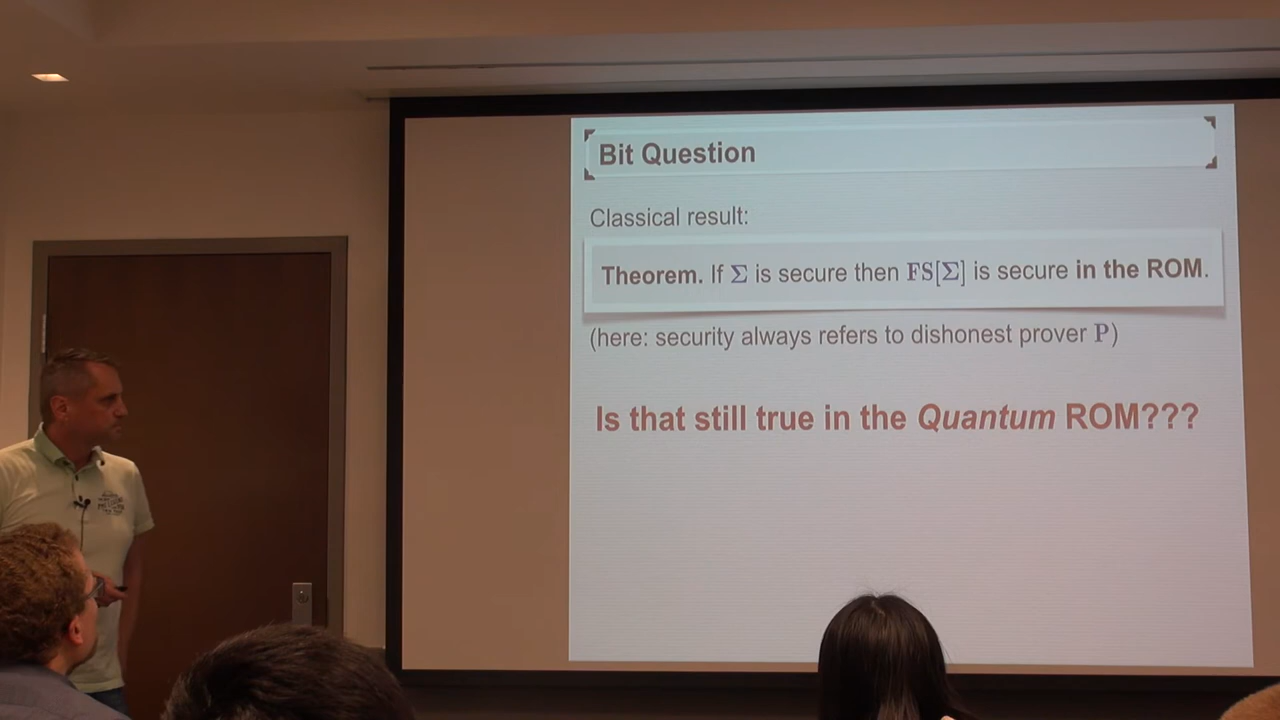 Bit Question
Classical result:
Theorem. If Σ is secure then FS[Σ] is secure in the ROM.
(here: security always refers to dishonest prover P)
Is that still true in the Quantum ROM???